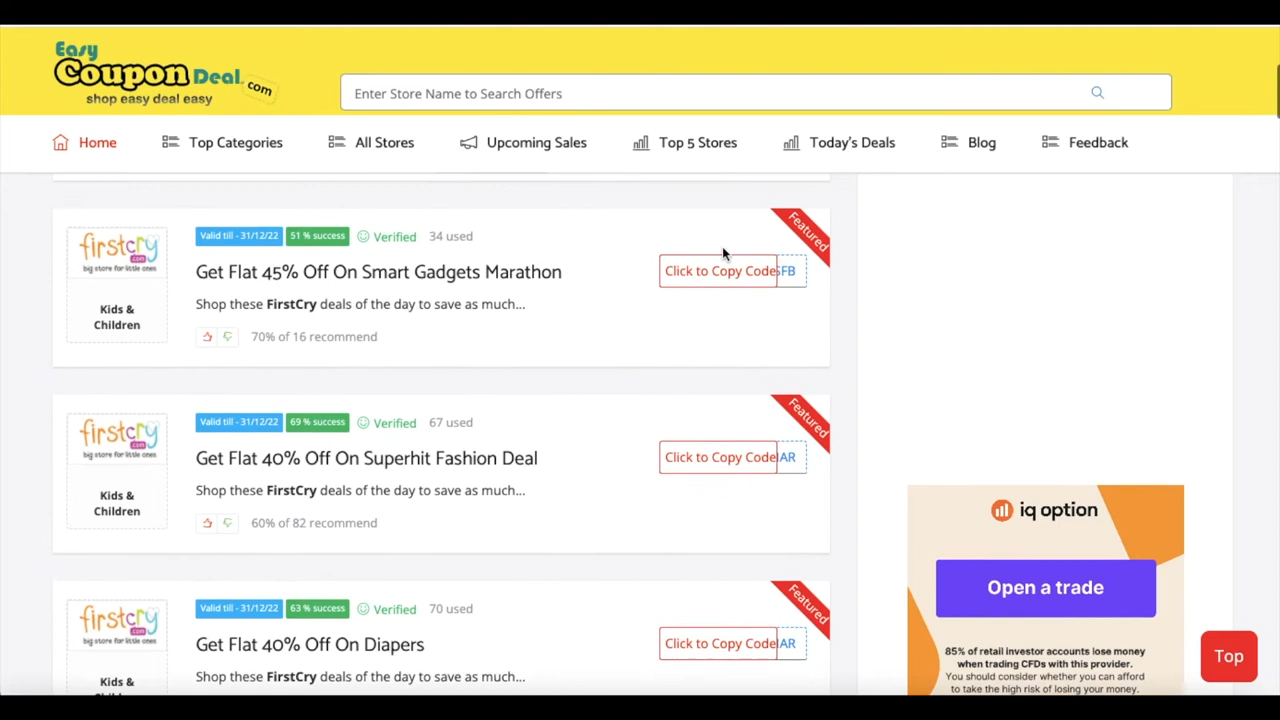 Easy
Coupon Deal.com
shop easy deal easy
Enter Store Name to Search Offers
Home Top Categories All Stores Upcoming Sales Top 5 Stores Today's Deals Blog Feedback
firstcry.com
big store for little ones
Kids &
Children
Valid till - 31/12/22 51 % success Verified 34 used
Get Flat 45% Off On Smart Gadgets Marathon
Shop these FirstCry deals of the day to save as much...
70% of 16 recommend
Click to Copy Code FB
Featured
firstcry.com
big store for little ones
Kids &
Children
Valid till - 31/12/22 69 % success Verified 67 used
Get Flat 40% Off On Superhit Fashion Deal
Shop these FirstCry deals of the day to save as much...
60% of 82 recommend
Click to Copy Code AR
Featured
firstcry.com
big store for little ones
Kids &
Valid till - 31/12/22 63 % success Verified 70 used
Get Flat 40% Off On Diapers
Shop these FirstCry deals of the day to save as much...
Click to Copy Code AR
Featured
iq option
Open a trade
85% of retail investor accounts lose money
when trading CFDs with this provider.
You should consider whether you can afford
to take the high risk of losing your money.
Top